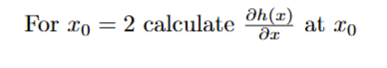 For x₀ = 2 calculate ∂h(x)/∂x at x₀